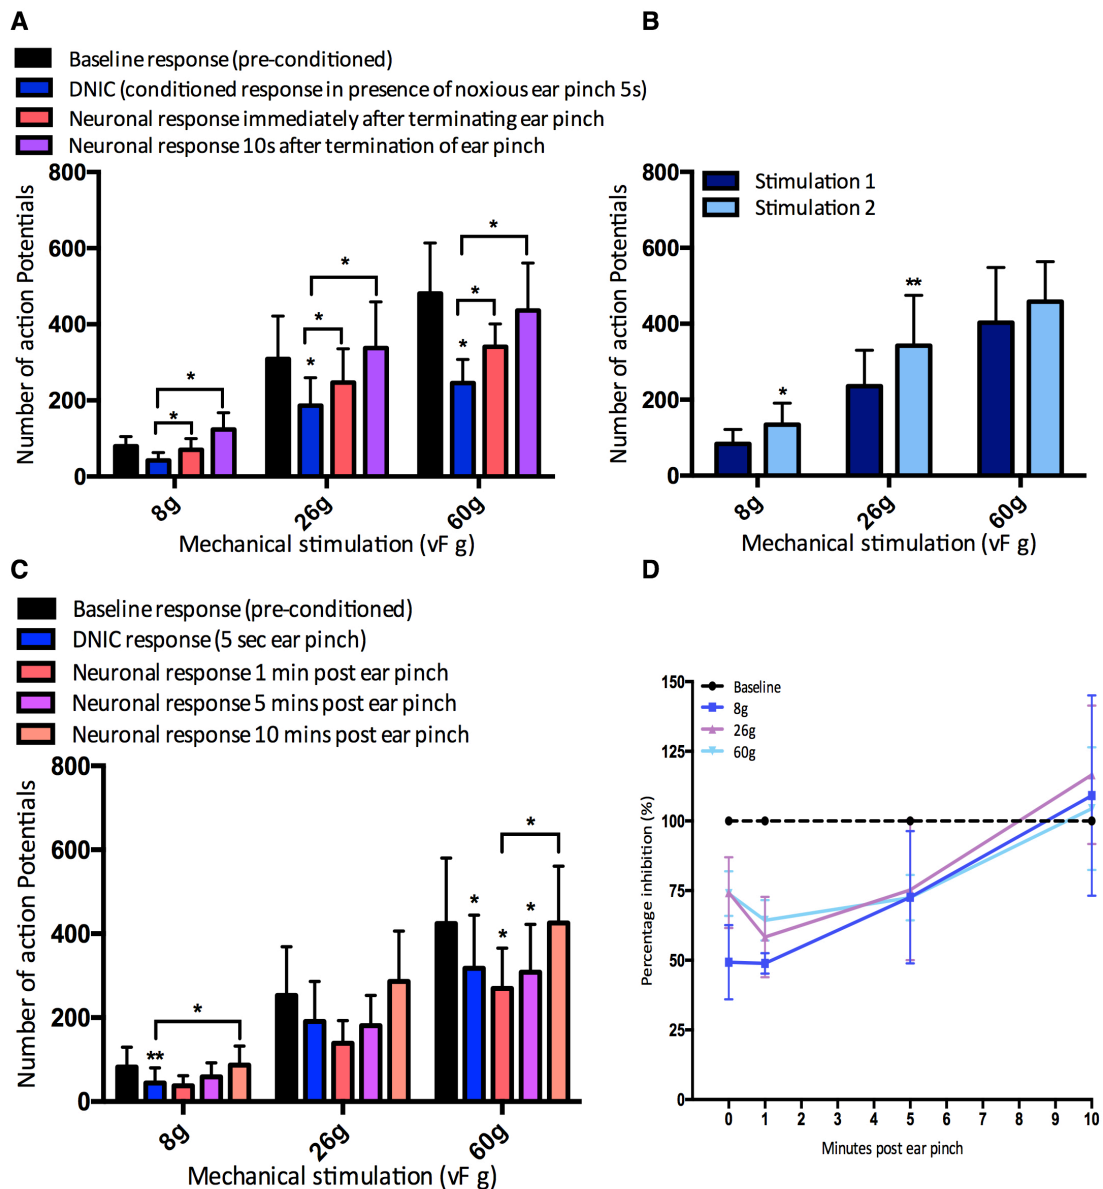 A
Baseline response (pre-conditioned)
DNIC (conditioned response in presence of noxious ear pinch 5s)
Neuronal response immediately after terminating ear pinch
Neuronal response 10s after termination of ear pinch
800
600
400
200
0
Number of action Potentials
*
*
*
*
*
*
*
*
8g
26g
60g
Mechanical stimulation (vF g)
B
Stimulation 1
Stimulation 2
800
600
400
200
0
Number of action Potentials
*
**
8g
26g
60g
Mechanical stimulation (vF g)
C
Baseline response (pre-conditioned)
DNIC response (5 sec ear pinch)
Neuronal response 1 min post ear pinch
Neuronal response 5 mins post ear pinch
Neuronal response 10 mins post ear pinch
800
600
400
200
0
Number of action Potentials
*
**
*
*
*
*
8g
26g
60g
Mechanical stimulation (vF g)
D
Baseline
8g
26g
60g
150
125
100
75
50
25
0
Percentage inhibition (%)
0 1 2 3 4 5 6 7 8 9 10
Minutes post ear pinch